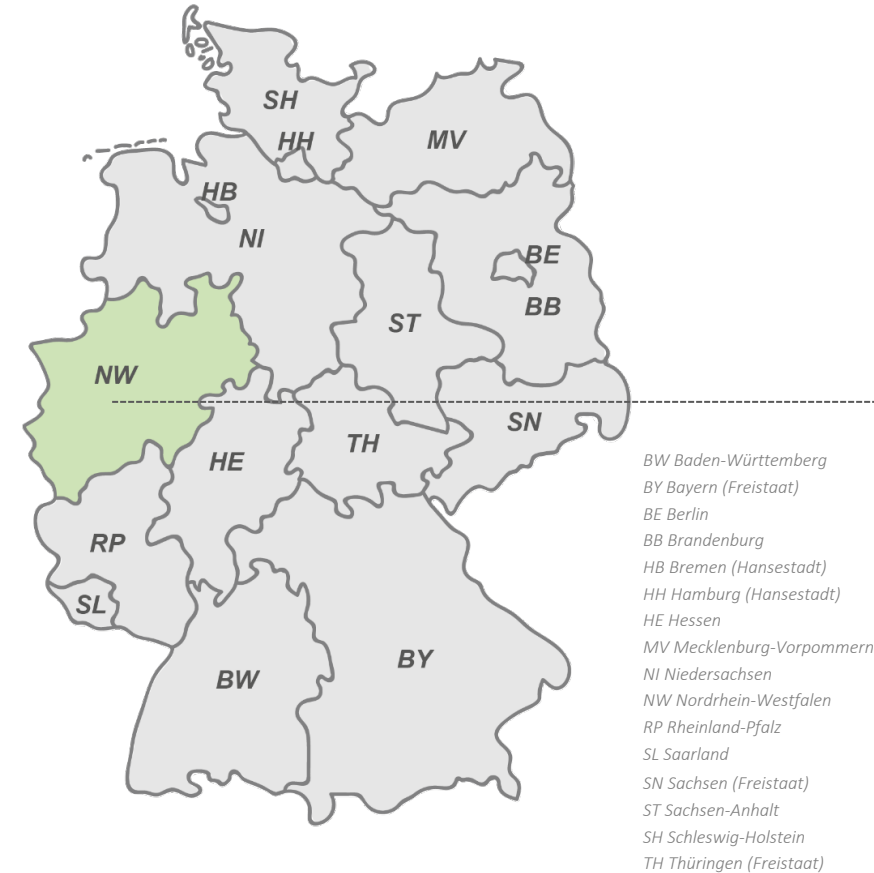 SH
HH
MV
HB
NI
BE
BB
ST
NW
SN
TH
HE
RP
SL
BW
BY
BW Baden-Württemberg
BY Bayern (Freistaat)
BE Berlin
BB Brandenburg
HB Bremen (Hansestadt)
HH Hamburg (Hansestadt)
HE Hessen
MV Mecklenburg-Vorpommern
NI Niedersachsen
NW Nordrhein-Westfalen
RP Rheinland-Pfalz
SL Saarland
SN Sachsen (Freistaat)
ST Sachsen-Anhalt
SH Schleswig-Holstein
TH Thüringen (Freistaat)